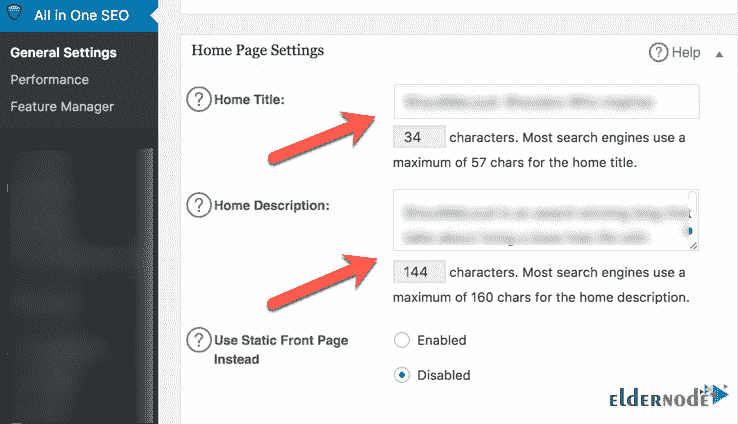 All in One SEO
General Settings
Performance
Feature Manager
Home Page Settings
Help
Home Title:
34 characters. Most search engines use a
maximum of 57 chars for the home title.
Home Description:
144 characters. Most search engines use a
maximum of 160 chars for the home description.
Use Static Front Page
Instead
Enabled
Disabled
ELDERNODE